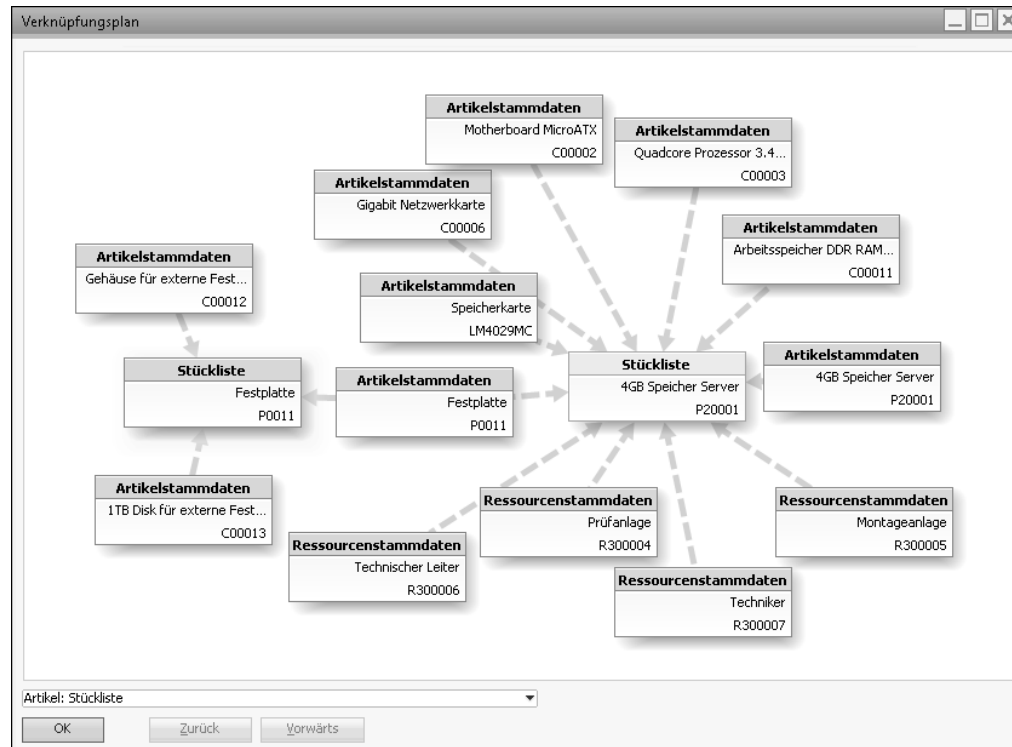 Verknüpfungsplan
Artikelstammdaten
Motherboard MicroATX
C00002
Artikelstammdaten
Quadcore Prozessor 3.4...
C00003
Artikelstammdaten
Gigabit Netzwerkkarte
C00006
Artikelstammdaten
Arbeitsspeicher DDR RAM...
C00011
Artikelstammdaten
Gehäuse für externe Fest...
C00012
Artikelstammdaten
Speicherkarte
LM4029MC
Stückliste
4GB Speicher Server
P20001
Artikelstammdaten
4GB Speicher Server
P20001
Stückliste
Festplatte
P0011
Artikelstammdaten
Festplatte
P0011
Artikelstammdaten
1TB Disk für externe Fest...
C00013
Ressourcenstammdaten
Prüfanlage
R300004
Ressourcenstammdaten
Montageanlage
R300005
Ressourcenstammdaten
Technischer Leiter
R300006
Ressourcenstammdaten
Techniker
R300007
Artikel: Stückliste
OK
Zurück
Vorwärts